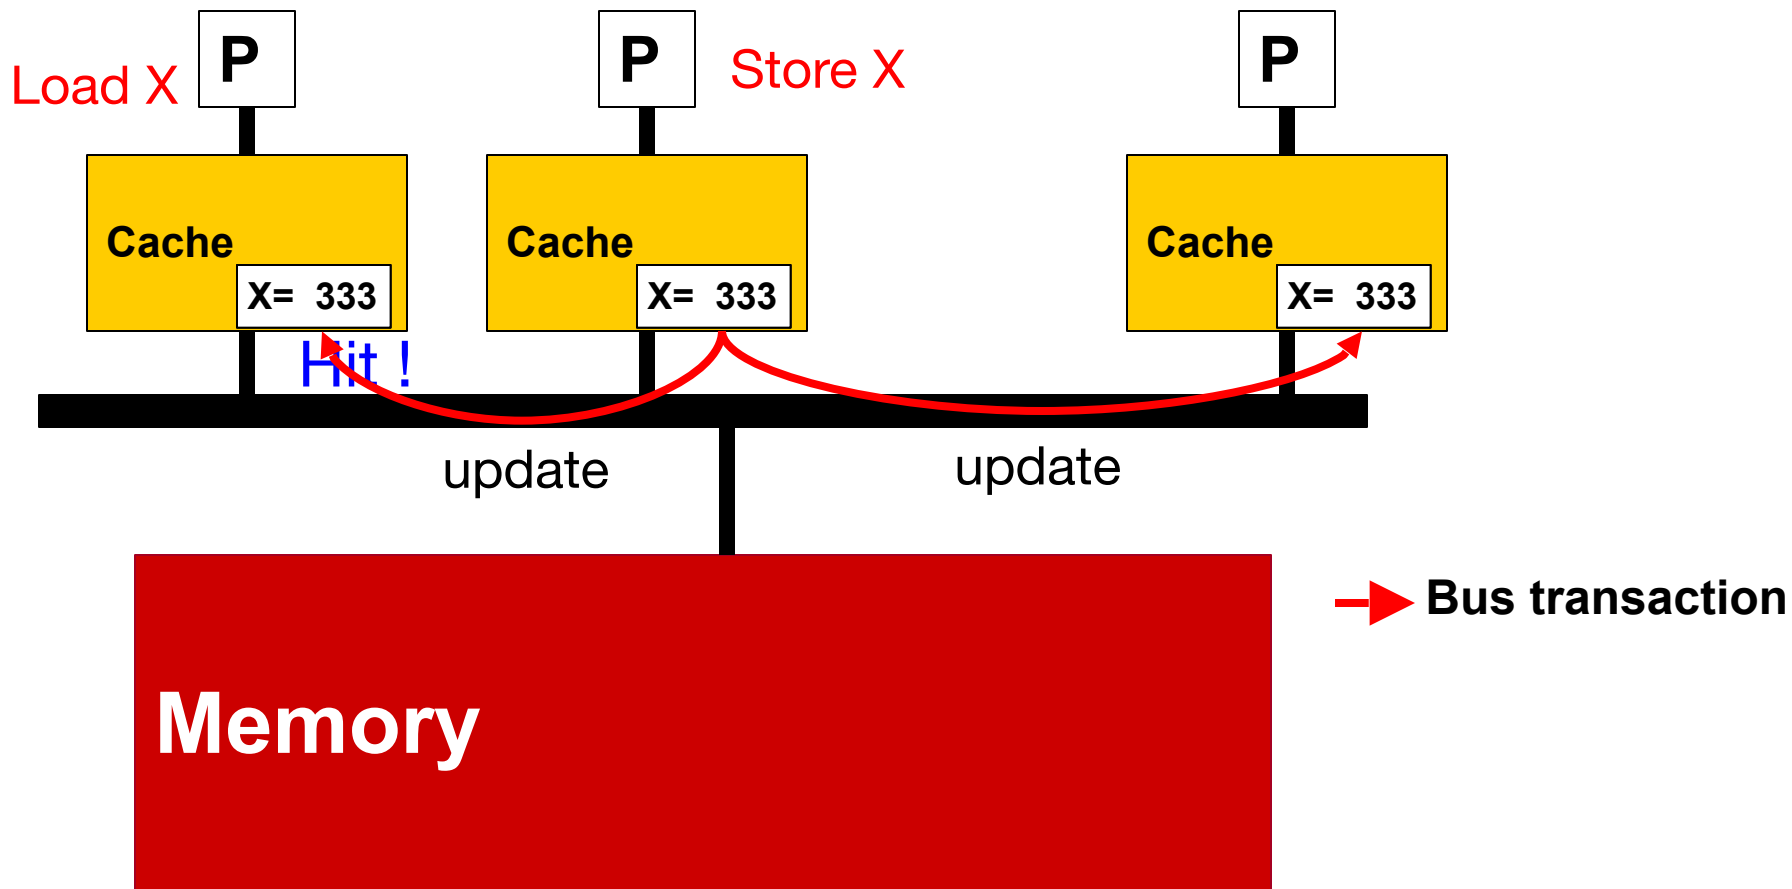 P
P
P
Load X
Store X
Cache
Cache
Cache
X= 333
X= 333
X= 333
Hit !
update
update
Bus transaction
Memory